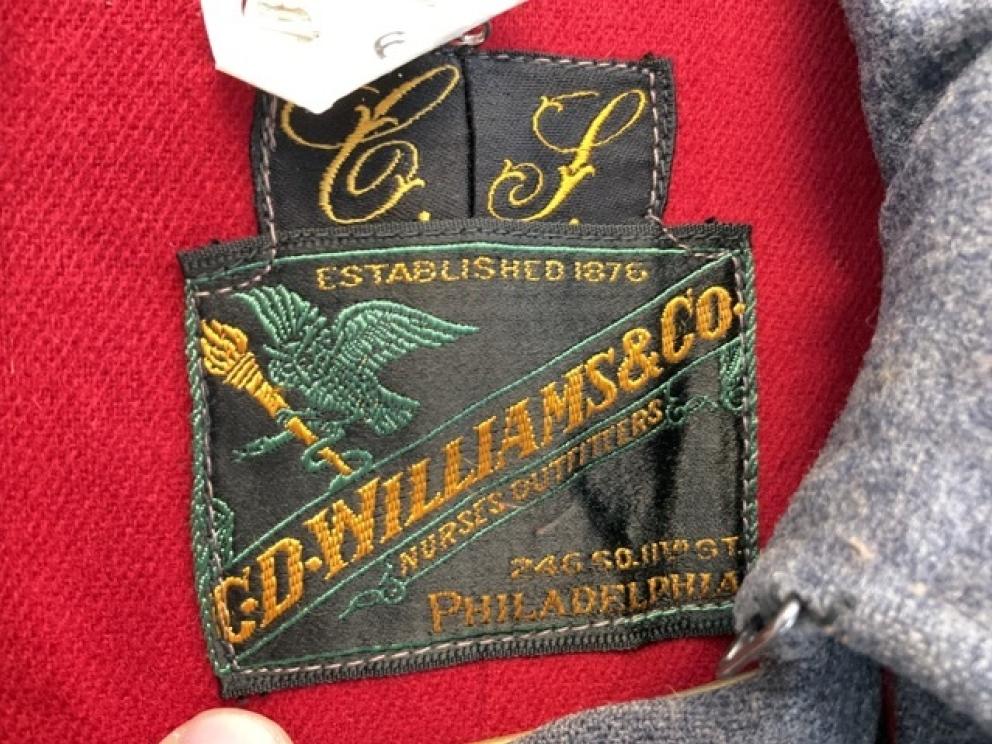 C. S.
ESTABLISHED 1876
C·D·WILLIAMS & CO.
NURSES OUTFITTERS
246 SO. 11TH ST.
PHILADELPHIA